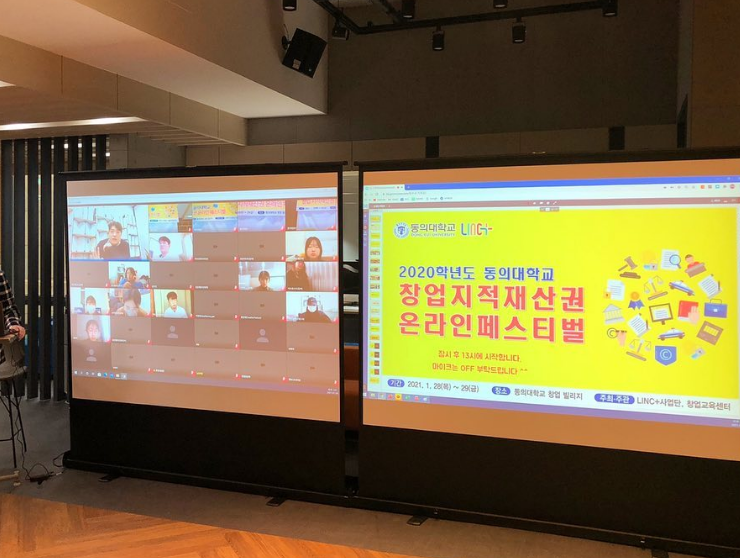 동의대학교 LINC+
2020학년도 동의대학교
창업지적재산권
온라인페스티벌
잠시 후 13시에 시작합니다.
마이크는 OFF 부탁드립니다.^^
기간 2021. 1. 28(목) ~ 29(금) 장소 동의대학교 창업 빌리지 주최·주관 LINC+사업단, 창업교육센터